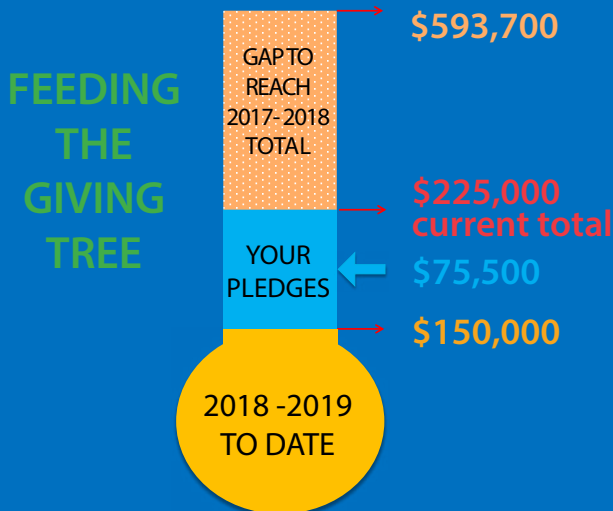 FEEDING
THE
GIVING
TREE
GAP TO
REACH
2017-2018
TOTAL
YOUR
PLEDGES
2018 -2019
TO DATE
$593,700
$225,000
current total
$75,500
$150,000